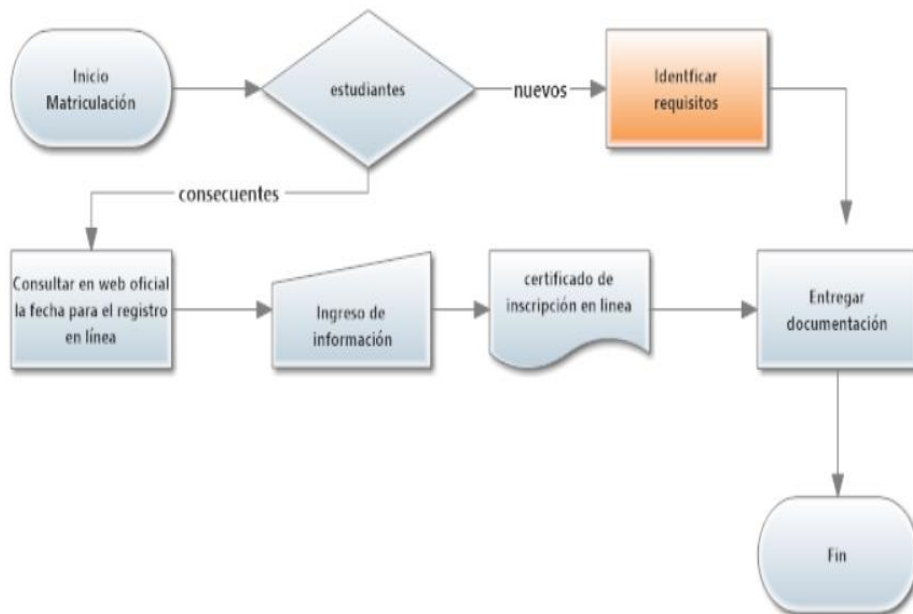 Inicio
Matriculación
estudiantes
nuevos
Identficar
requisitos
consecuentes
Consultar en web oficial
la fecha para el registro
en línea
Ingreso de
información
certificado de
inscripción en linea
Entregar
documentación
Fin